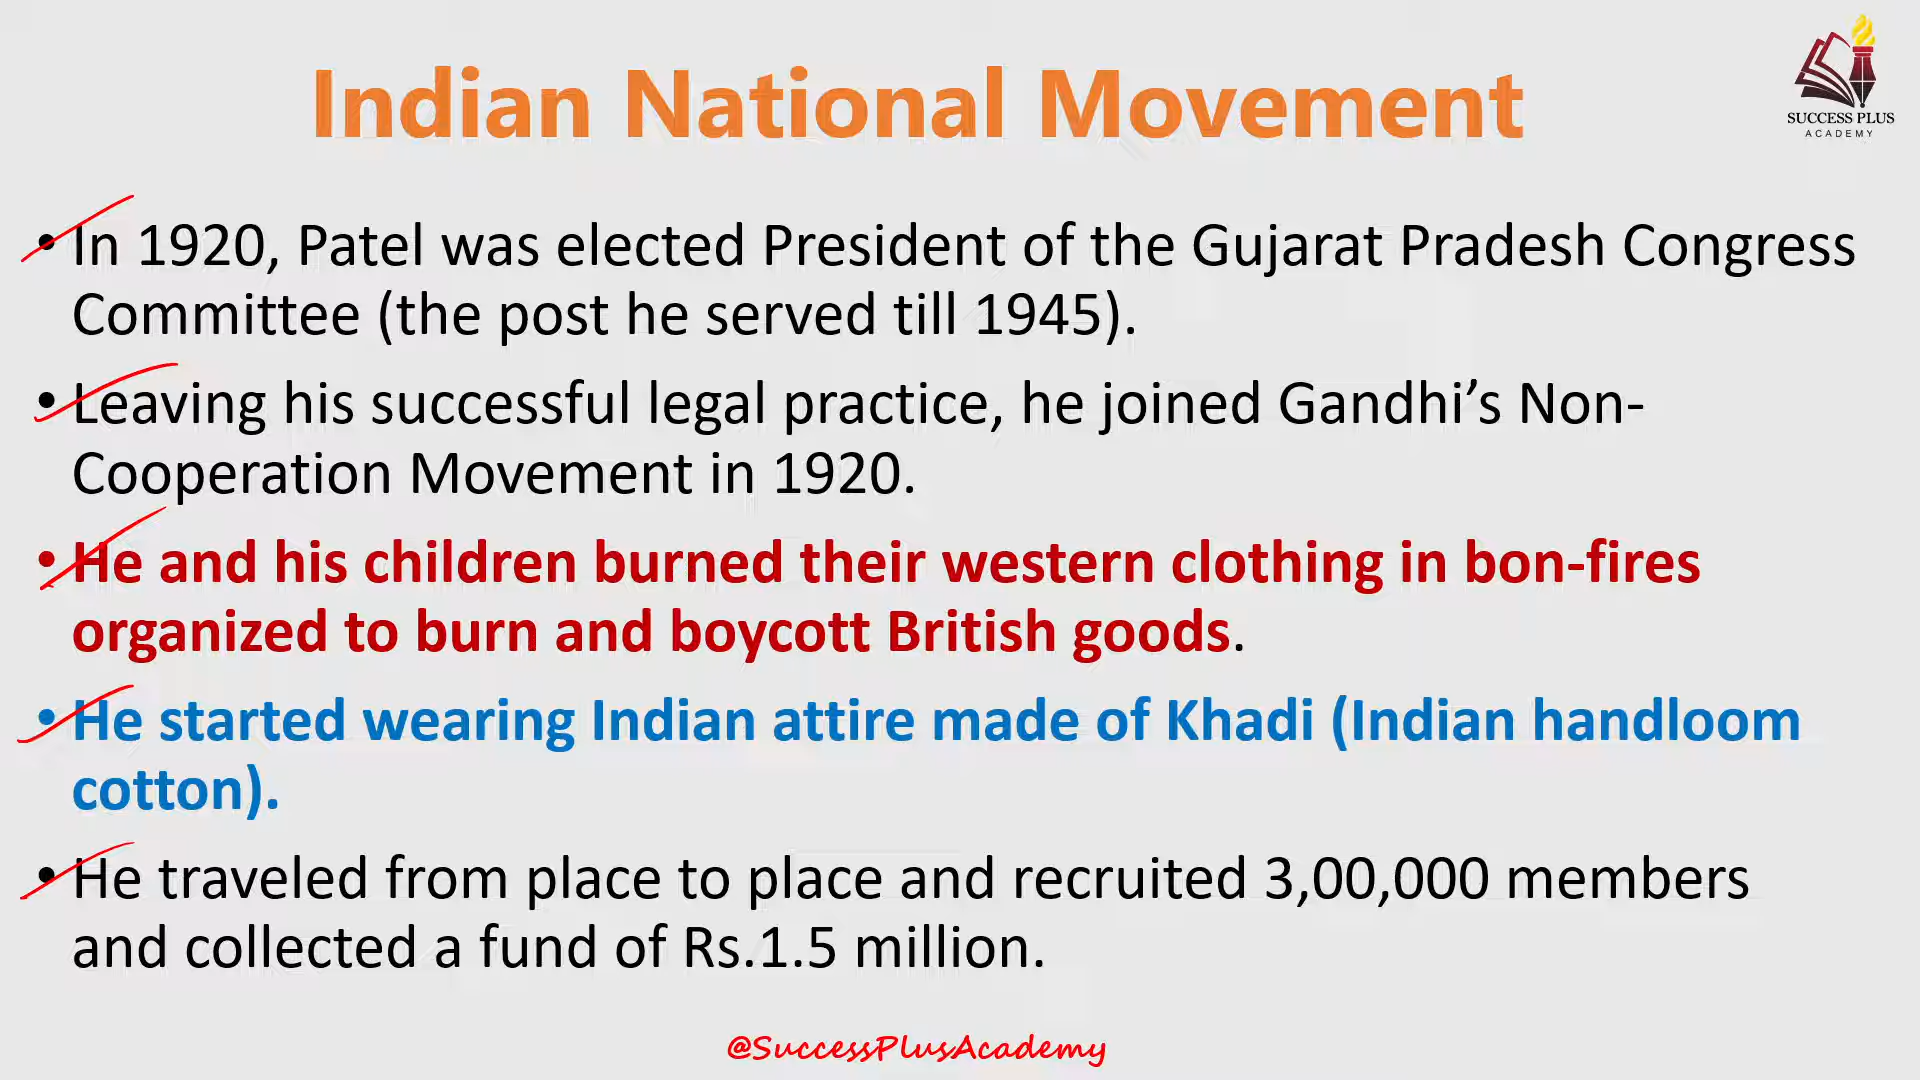 Indian National Movement
SUCCESS PLUS
ACADEMY
• In 1920, Patel was elected President of the Gujarat Pradesh Congress
Committee (the post he served till 1945).
• Leaving his successful legal practice, he joined Gandhi’s Non-
Cooperation Movement in 1920.
• He and his children burned their western clothing in bon-fires
organized to burn and boycott British goods.
• He started wearing Indian attire made of Khadi (Indian handloom
cotton).
• He traveled from place to place and recruited 3,00,000 members
and collected a fund of Rs.1.5 million.
@SuccessPlusAcademy